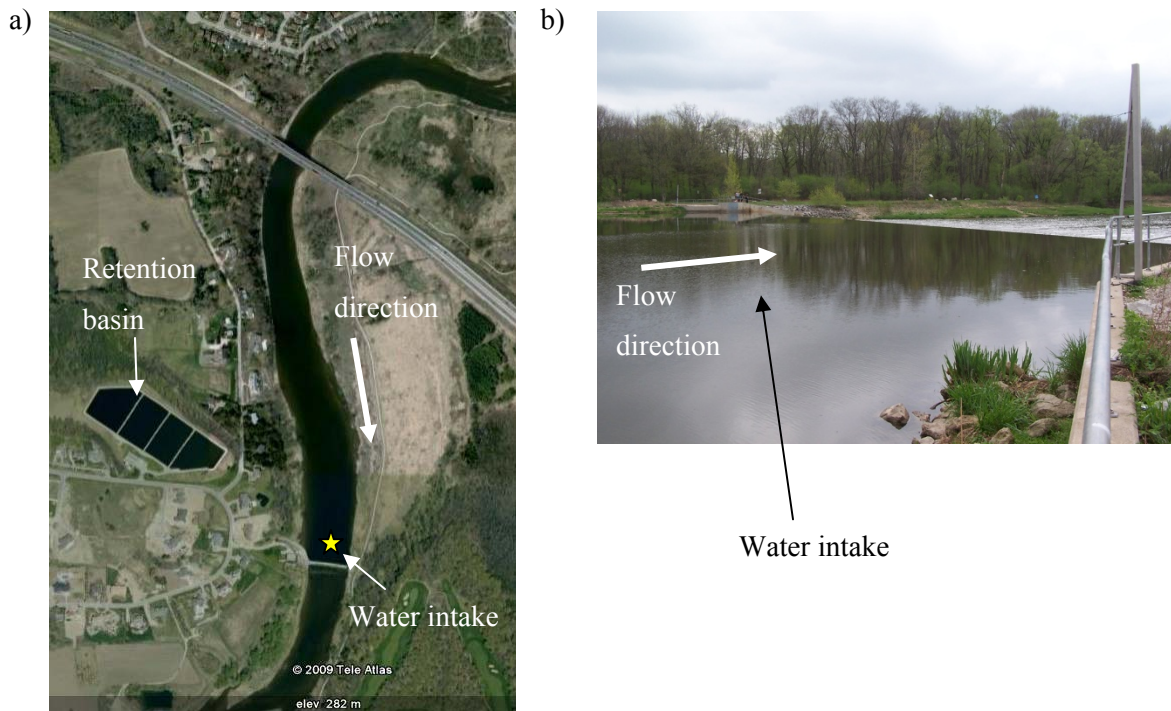 a)
Retention
basin
Flow
direction
Water intake
© 2009 Tele Atlas
elev 282 m
b)
Flow
direction
Water intake